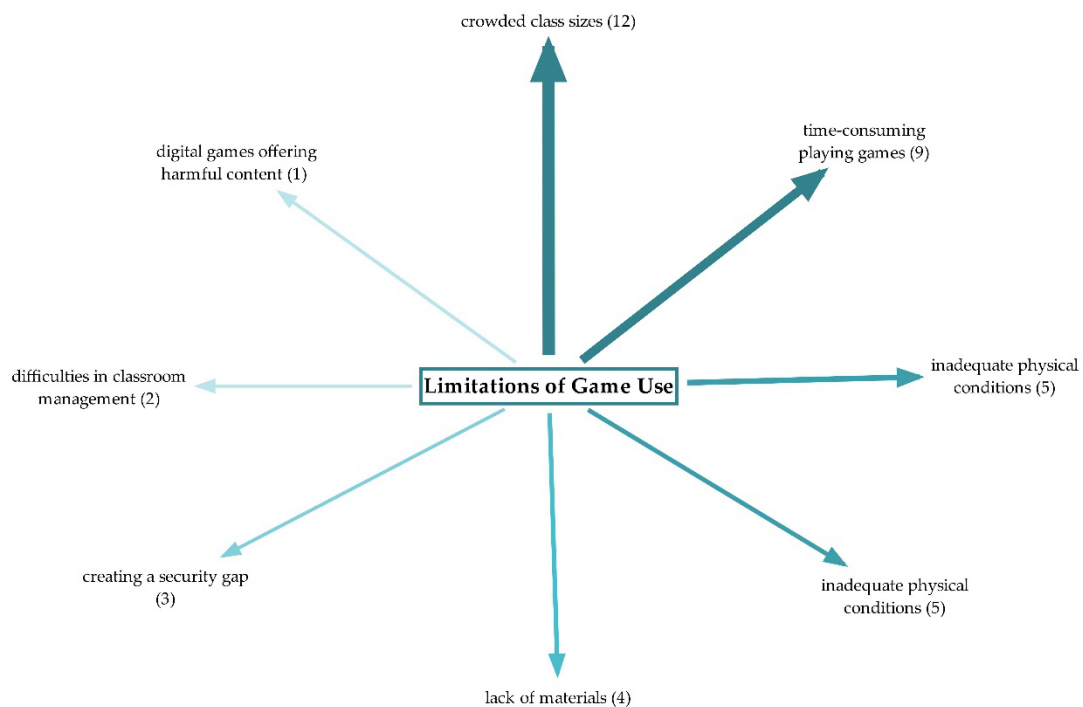 crowded class sizes (12)
time-consuming
playing games (9)
digital games offering
harmful content (1)
inadequate physical
conditions (5)
difficulties in classroom
management (2)
Limitations of Game Use
creating a security gap
(3)
inadequate physical
conditions (5)
lack of materials (4)